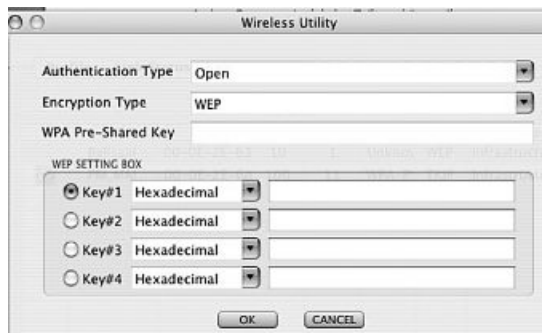 Wireless Utility
Authentication Type Open
Encryption Type WEP
WPA Pre-Shared Key
WEP SETTING BOX
Key#1 Hexadecimal
Key#2 Hexadecimal
Key#3 Hexadecimal
Key#4 Hexadecimal
OK CANCEL